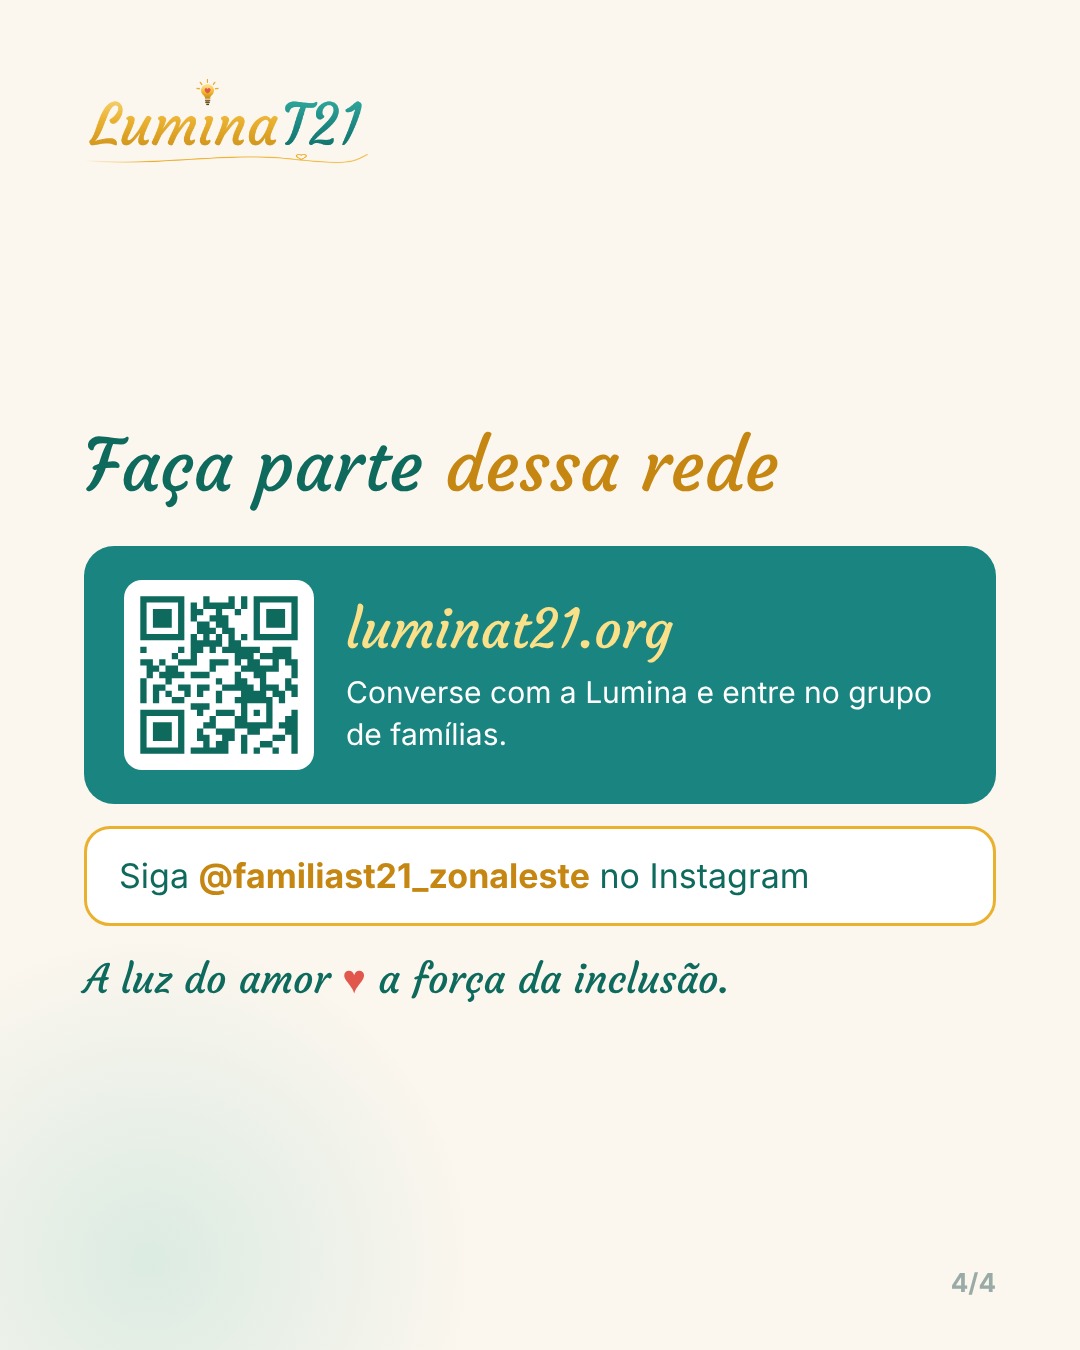 LuminaT21
Faça parte dessa rede
luminat21.org
Converse com a Lumina e entre no grupo
de famílias.
Siga @familiast21_zonaleste no Instagram
A luz do amor ♥ a força da inclusão.
4/4